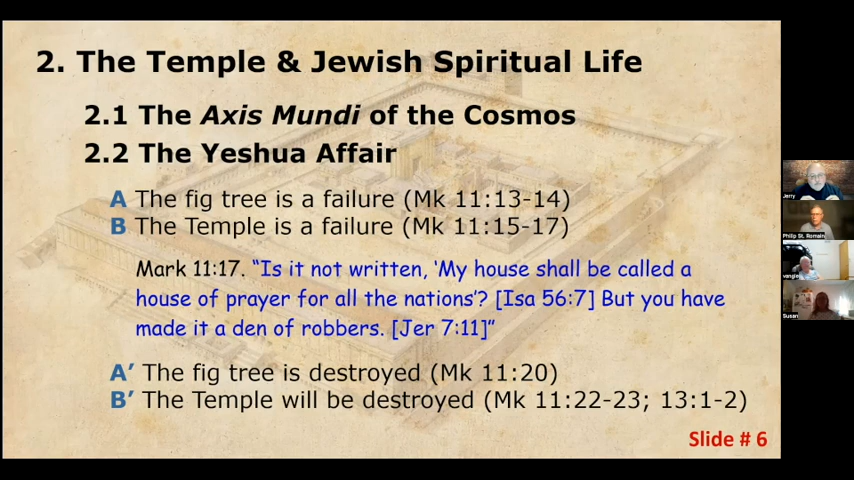 2. The Temple & Jewish Spiritual Life
2.1 The Axis Mundi of the Cosmos
2.2 The Yeshua Affair
A The fig tree is a failure (Mk 11:13-14)
B The Temple is a failure (Mk 11:15-17)
Mark 11:17. “Is it not written, ‘My house shall be called a
house of prayer for all the nations’? [Isa 56:7] But you have
made it a den of robbers. [Jer 7:11]”
A’ The fig tree is destroyed (Mk 11:20)
B’ The Temple will be destroyed (Mk 11:22-23; 13:1-2)
Slide # 6
Jerry
Philip St. Romain
vangie
Susan